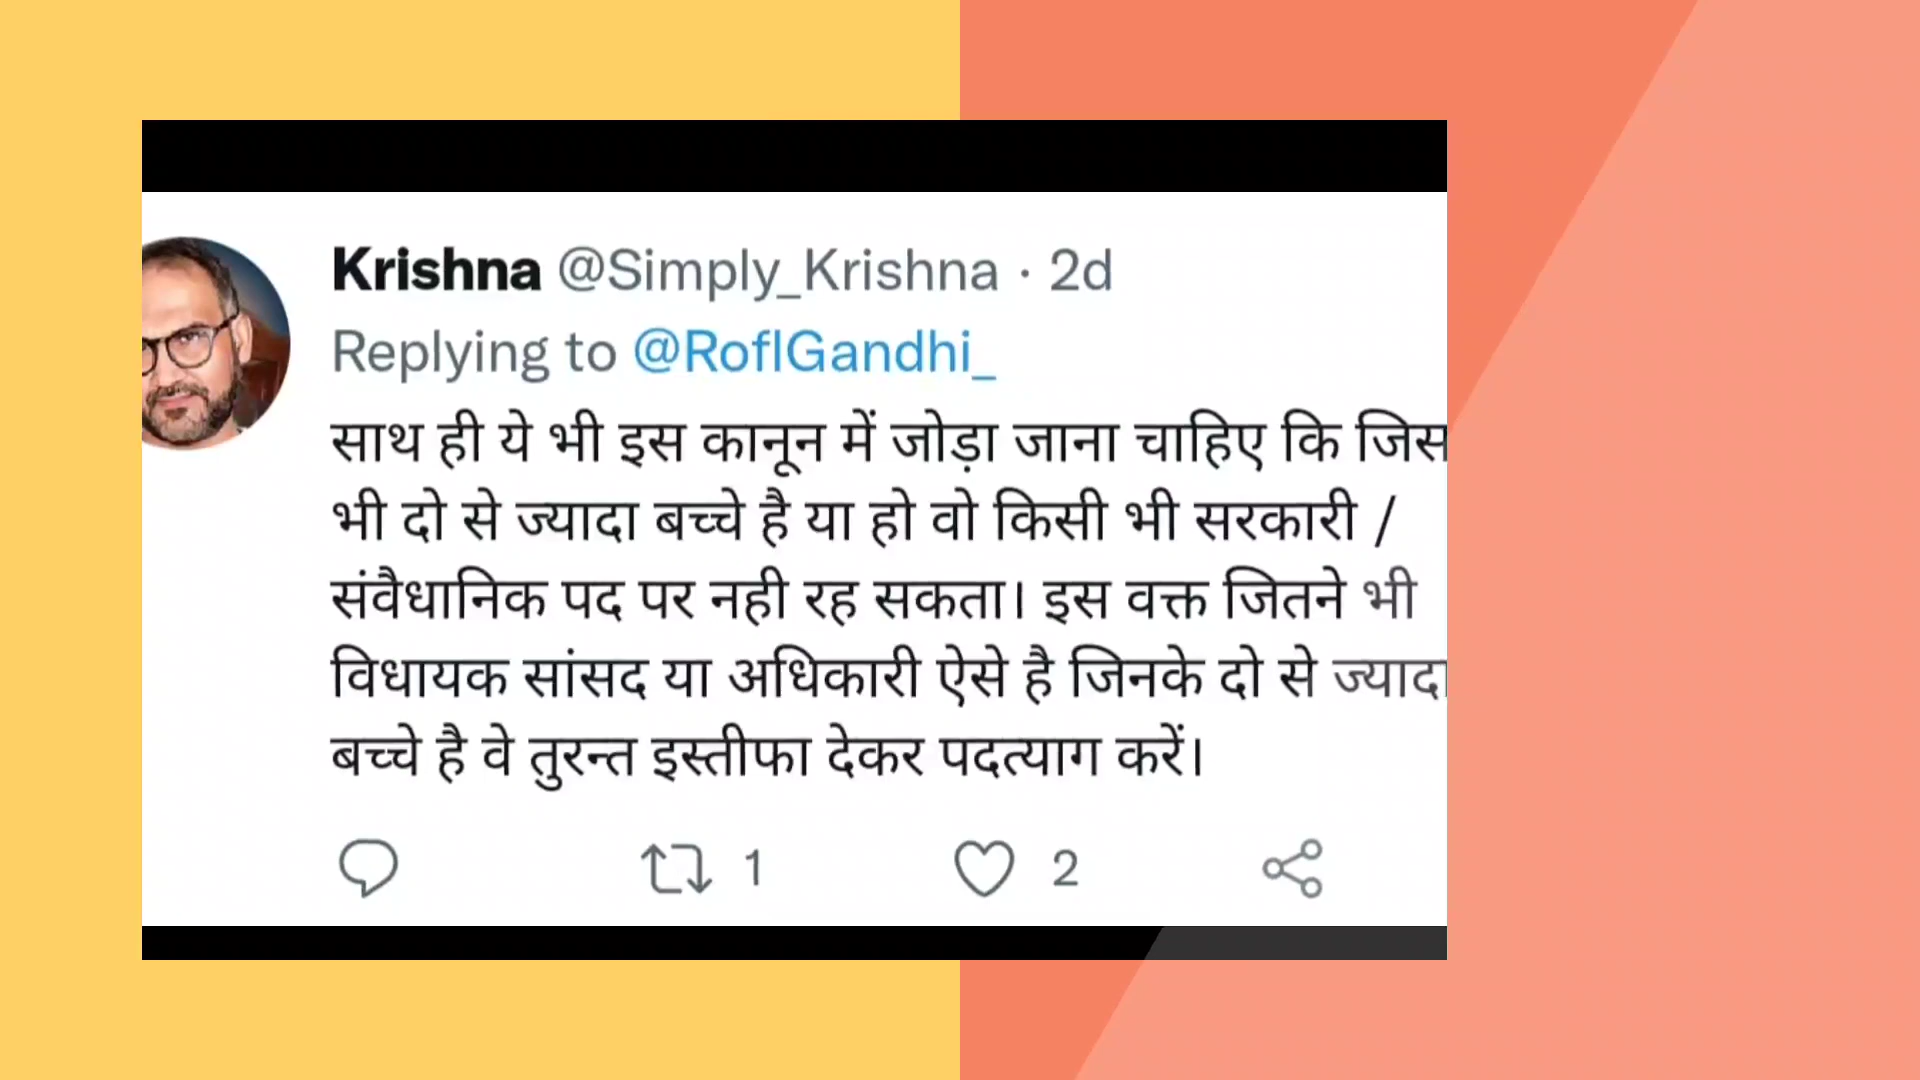 Krishna @Simply_Krishna · 2d
Replying to @RoflGandhi_
साथ ही ये भी इस कानून में जोड़ा जाना चाहिए कि जिस
भी दो से ज्यादा बच्चे है या हो वो किसी भी सरकारी /
संवैधानिक पद पर नही रह सकता। इस वक्त जितने भी
विधायक सांसद या अधिकारी ऐसे है जिनके दो से ज्यादा
बच्चे है वे तुरन्त इस्तीफा देकर पदत्याग करें।
1 2